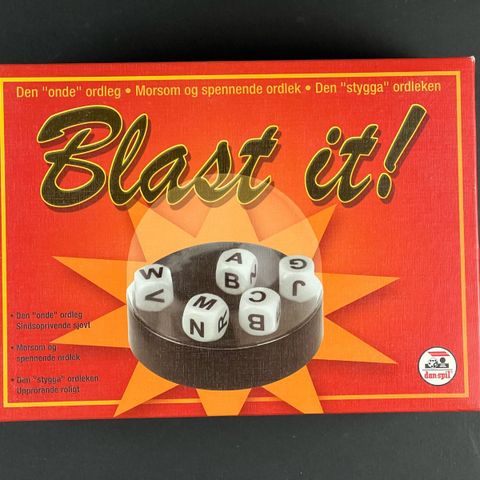 Den "onde" ordleg • Morsom og spennende ordlek • Den "stygga" ordleken
Blast it!
W
V
M
N
R
A
B
C
B
G
J
• Den "onde" ordleg
Sindsoprivende sjovt
• Morsom og
spennende ordlek
• Den "stygga" ordleken
Upprörande roligt
dan spil